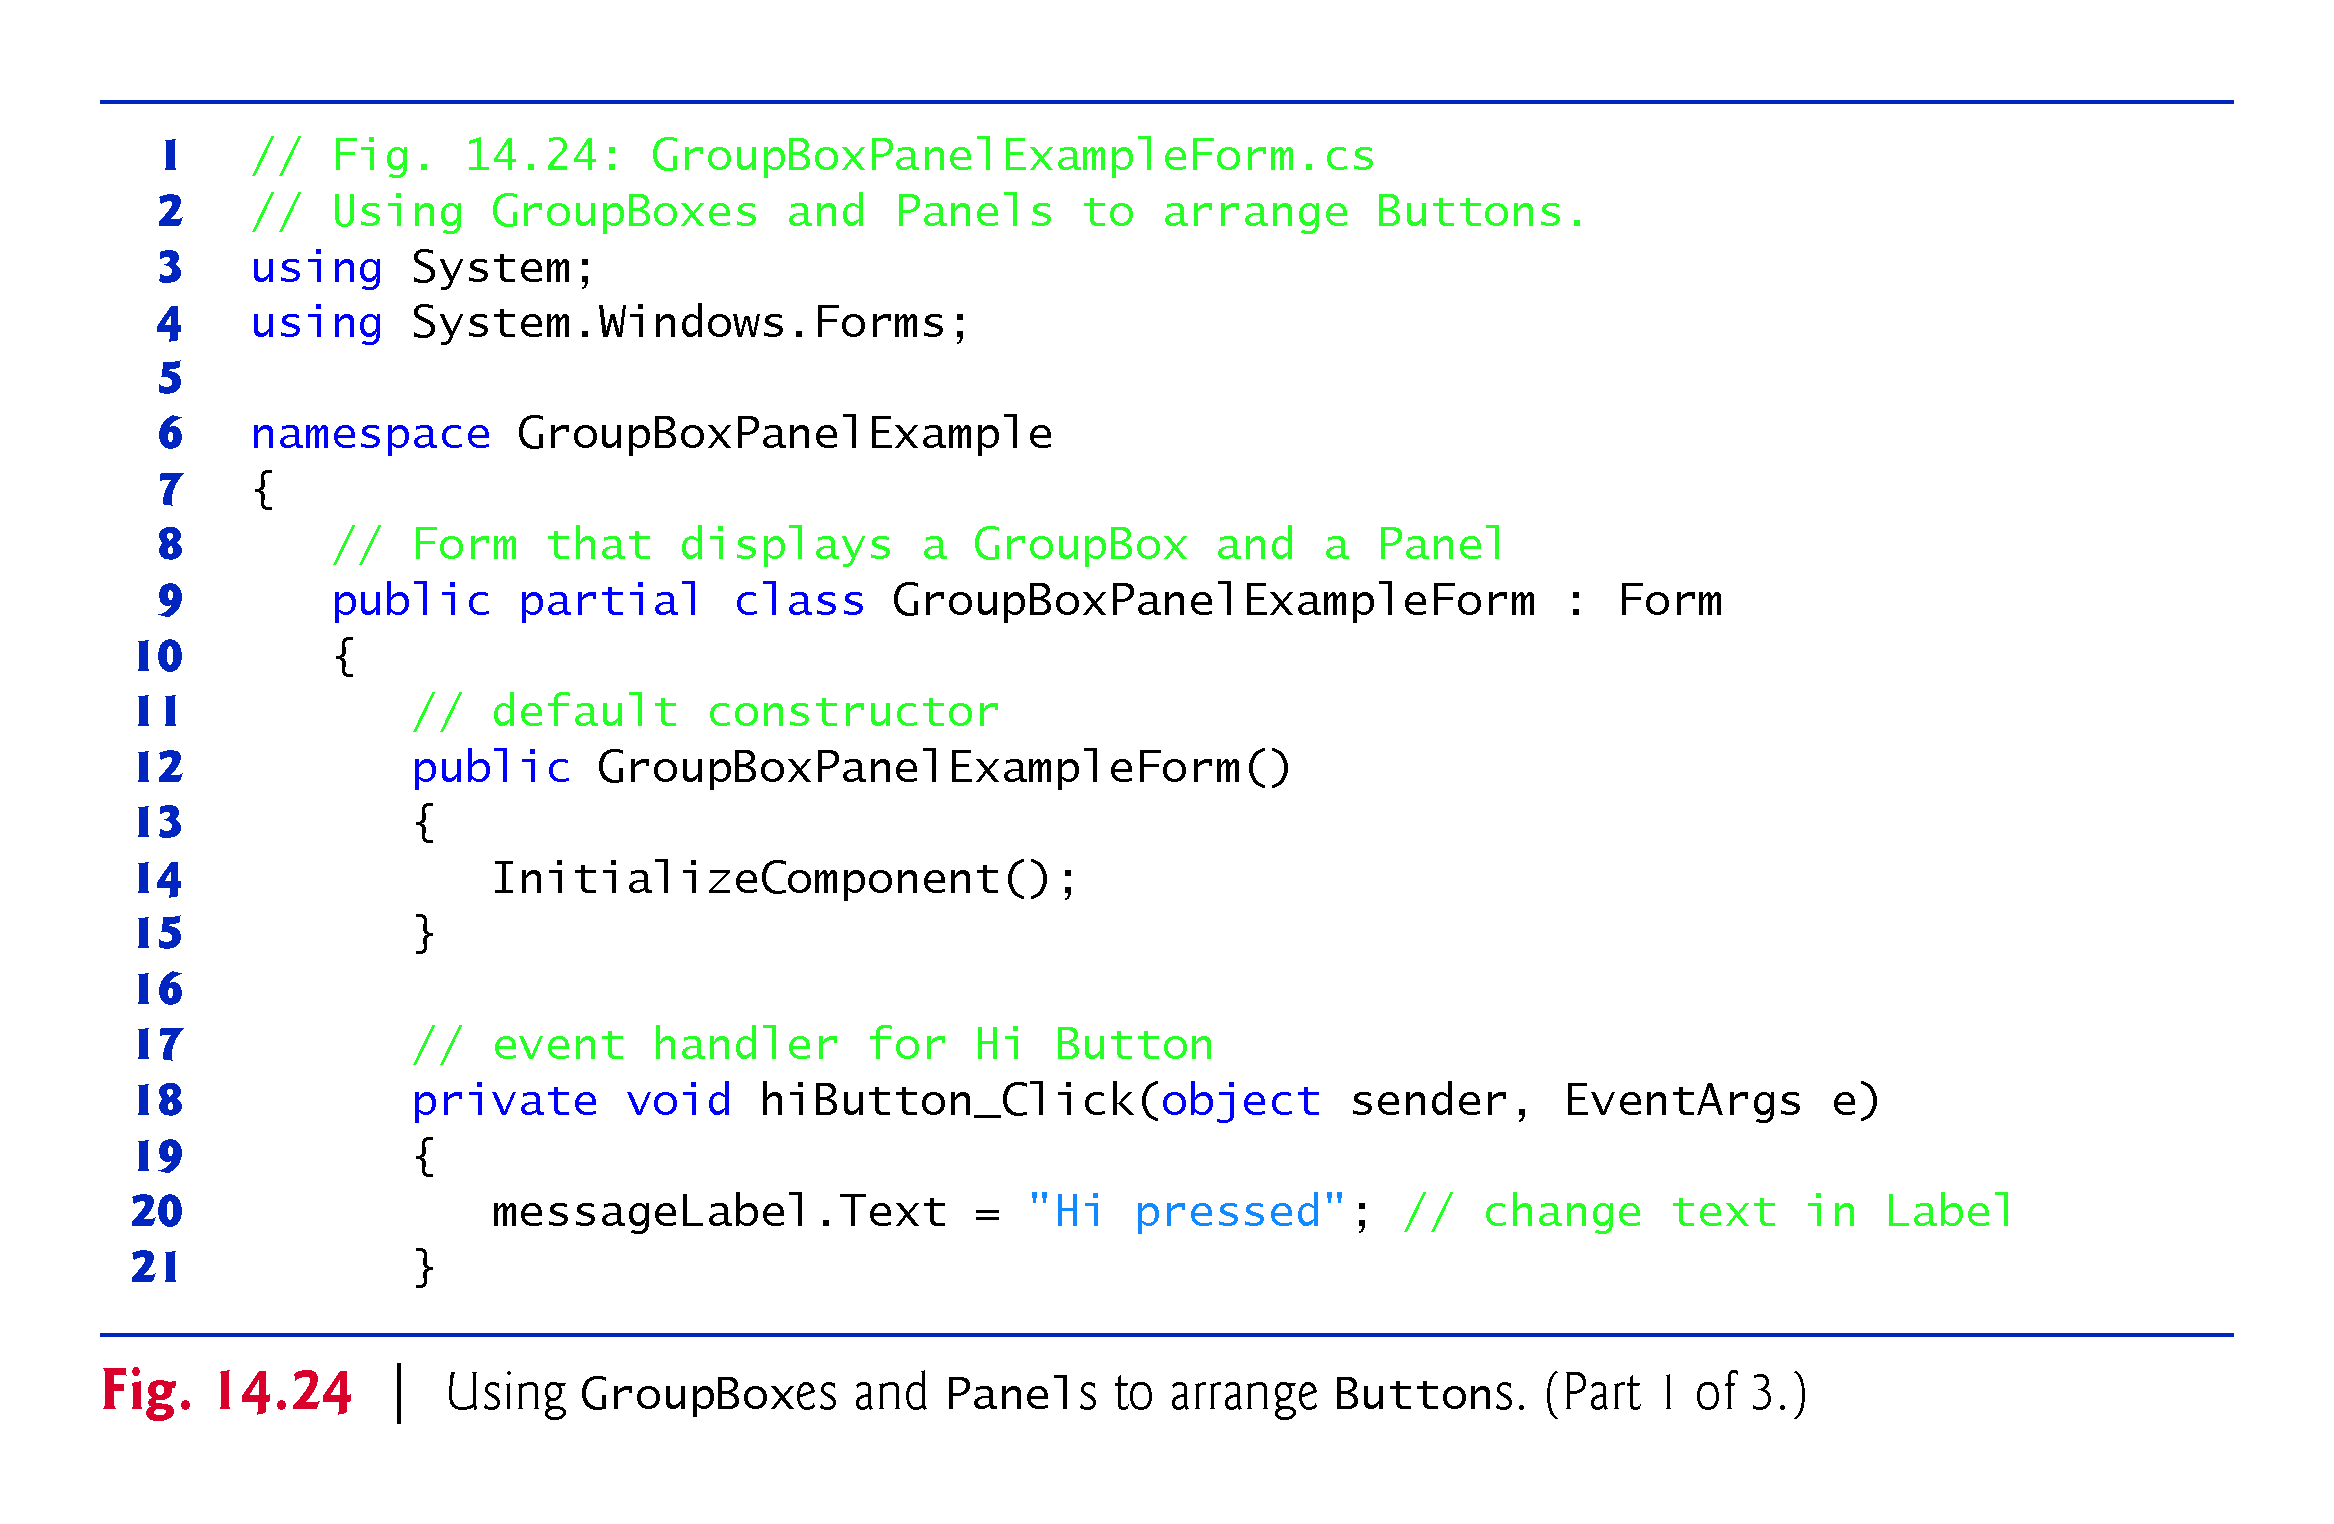 1 // Fig. 14.24: GroupBoxPanelExampleForm.cs
2 // Using GroupBoxes and Panels to arrange Buttons.
3 using System;
4 using System.Windows.Forms;
5
6 namespace GroupBoxPanelExample
7 {
8    // Form that displays a GroupBox and a Panel
9    public partial class GroupBoxPanelExampleForm : Form
10    {
11       // default constructor
12       public GroupBoxPanelExampleForm()
13       {
14          InitializeComponent();
15       }
16
17       // event handler for Hi Button
18       private void hiButton_Click(object sender, EventArgs e)
19       {
20          messageLabel.Text = "Hi pressed"; // change text in Label
21       }
Fig. 14.24 | Using GroupBoxes and Panels to arrange Buttons. (Part 1 of 3.)